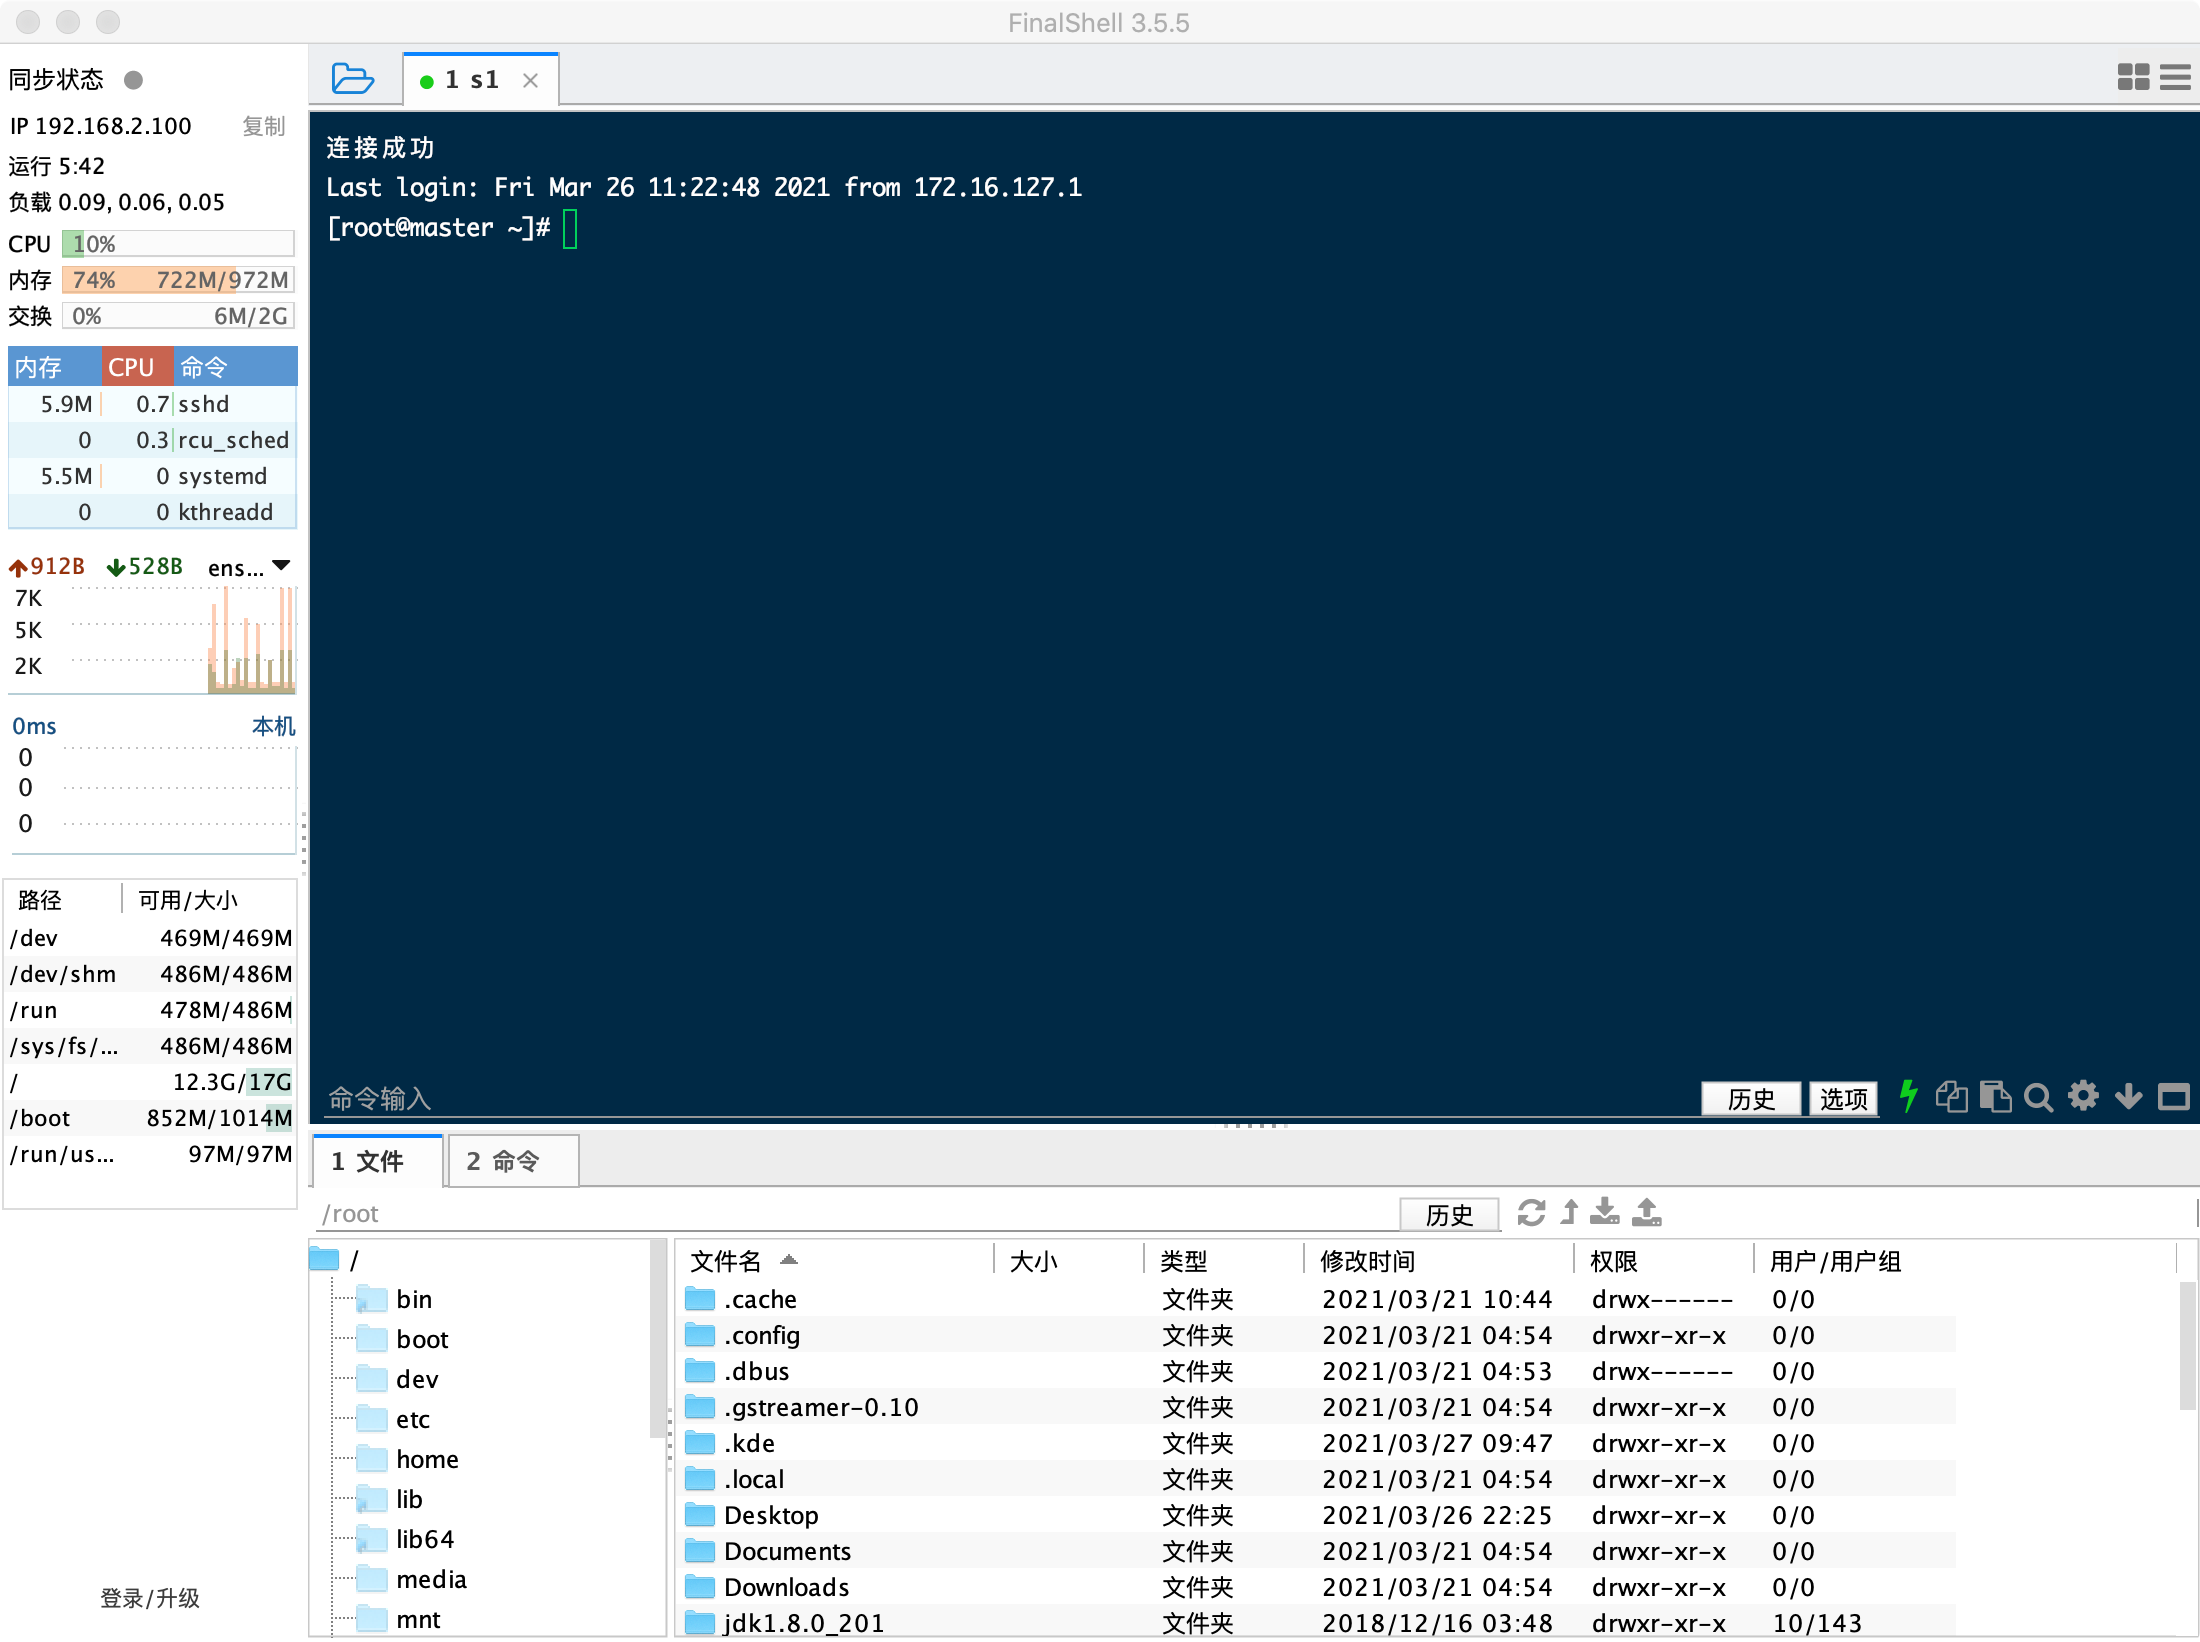 FinalShell 3.5.5
同步状态
IP 192.168.2.100 复制
运行 5:42
负载 0.09, 0.06, 0.05
CPU 10%
内存 74% 722M/972M
交换 0% 6M/2G
内存 CPU 命令
5.9M 0.7 sshd
0 0.3 rcu_sched
5.5M 0 systemd
0 0 kthreadd
912B 528B ens...
7K
5K
2K
0ms 本机
0
0
0
路径 可用/大小
/dev 469M/469M
/dev/shm 486M/486M
/run 478M/486M
/sys/fs/... 486M/486M
/ 12.3G/17G
/boot 852M/1014M
/run/us... 97M/97M
登录/升级
1 s1
连接成功
Last login: Fri Mar 26 11:22:48 2021 from 172.16.127.1
[root@master ~]#
命令输入 历史 选项
1 文件 2 命令
/root 历史
/
bin
boot
dev
etc
home
lib
lib64
media
mnt
文件名 大小 类型 修改时间 权限 用户/用户组
.cache 文件夹 2021/03/21 10:44 drwx------ 0/0
.config 文件夹 2021/03/21 04:54 drwxr-xr-x 0/0
.dbus 文件夹 2021/03/21 04:53 drwx------ 0/0
.gstreamer-0.10 文件夹 2021/03/21 04:54 drwxr-xr-x 0/0
.kde 文件夹 2021/03/27 09:47 drwxr-xr-x 0/0
.local 文件夹 2021/03/21 04:54 drwxr-xr-x 0/0
Desktop 文件夹 2021/03/26 22:25 drwxr-xr-x 0/0
Documents 文件夹 2021/03/21 04:54 drwxr-xr-x 0/0
Downloads 文件夹 2021/03/21 04:54 drwxr-xr-x 0/0
jdk1.8.0_201 文件夹 2018/12/16 03:48 drwxr-xr-x 10/143